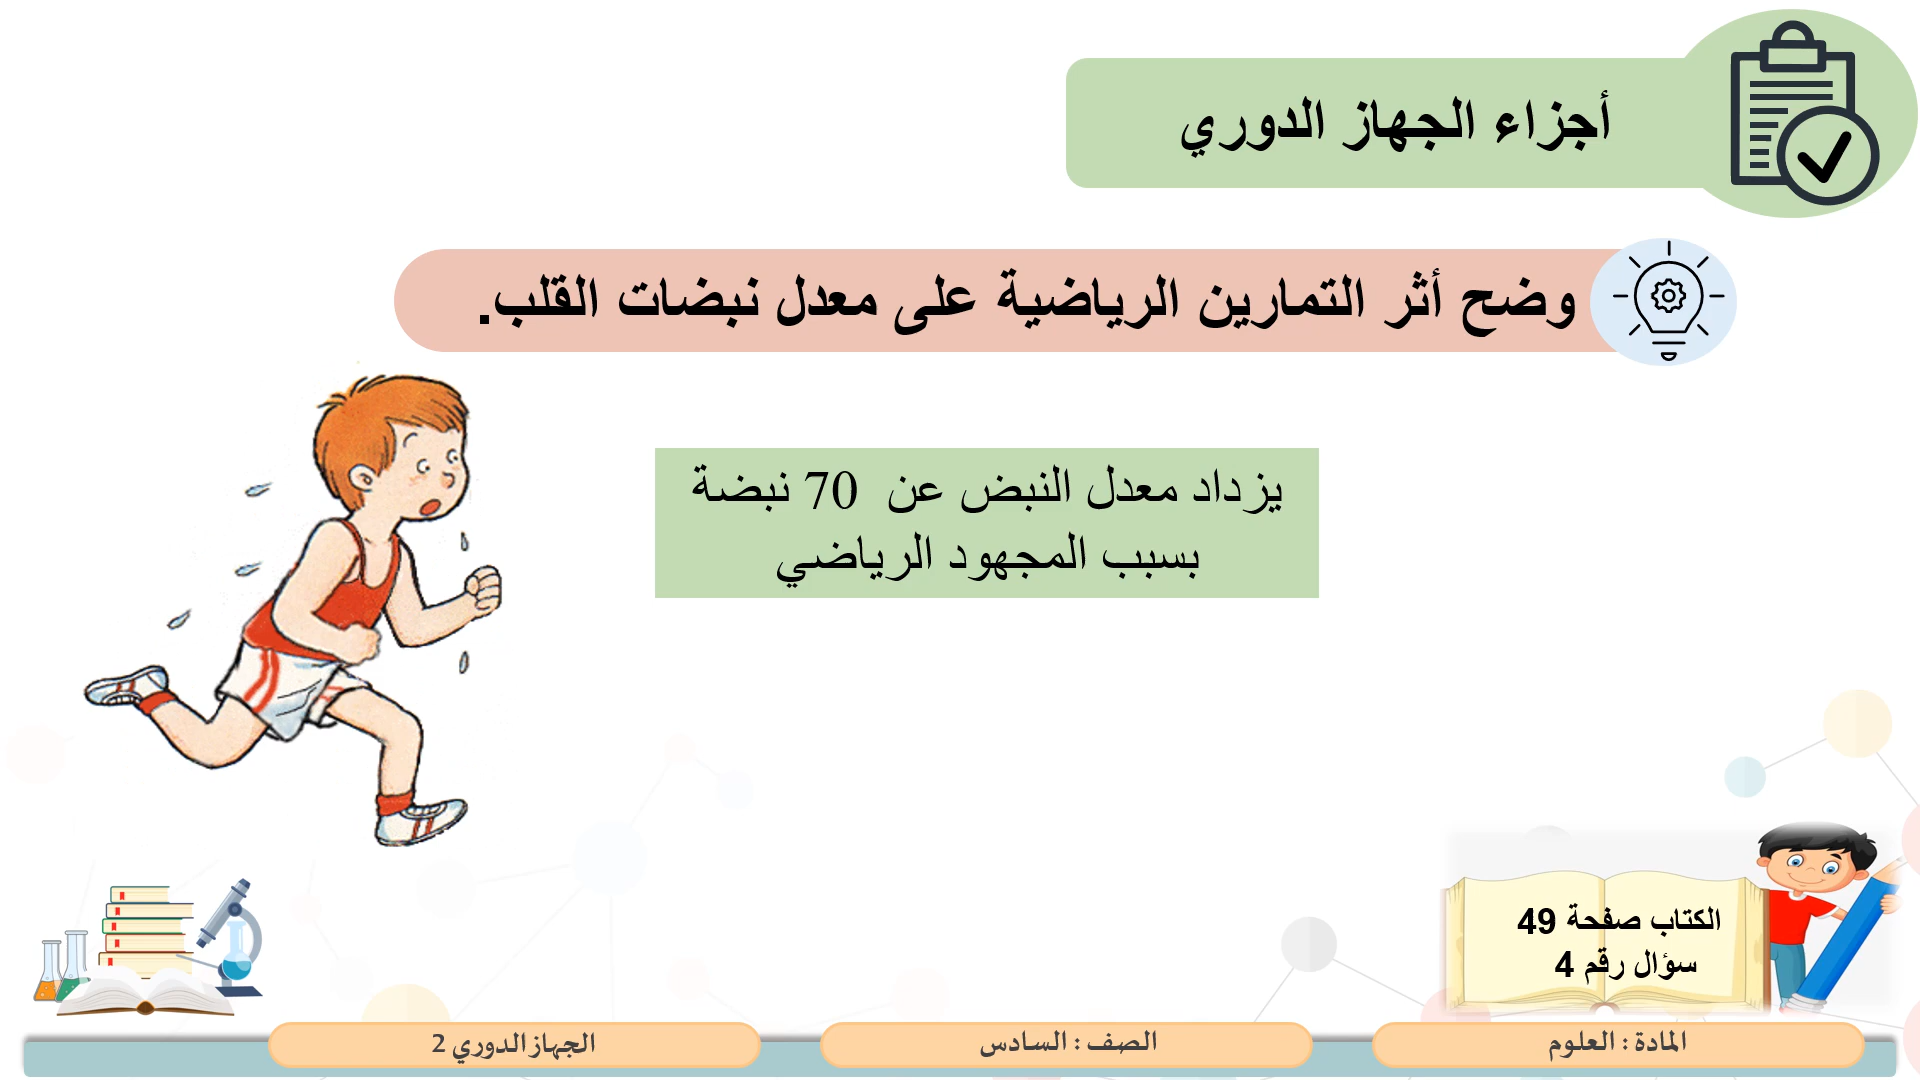 أجزاء الجهاز الدوري
وضح أثر التمارين الرياضية على معدل نبضات القلب.
يزداد معدل النبض عن 70 نبضة
بسبب المجهود الرياضي
الكتاب صفحة 49
سؤال رقم 4
المادة : العلوم
الصف : السادس
الجهاز الدوري 2